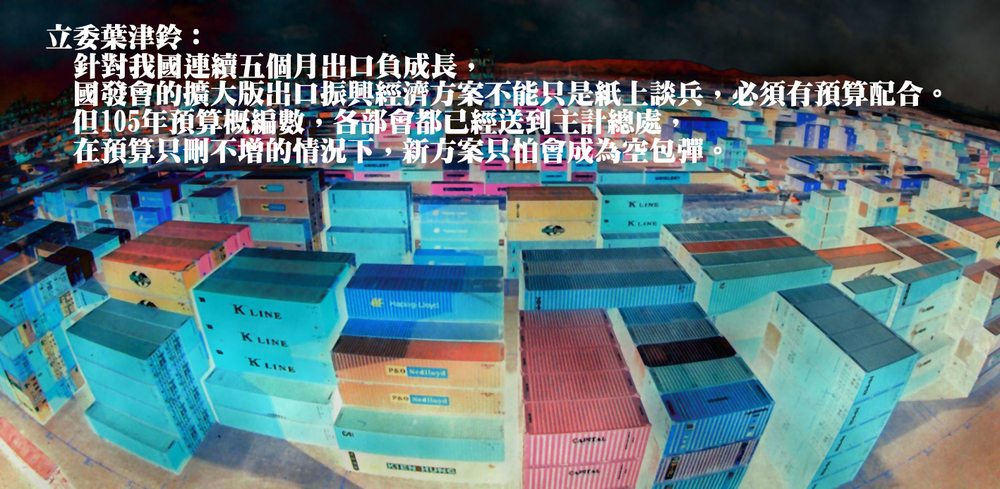 立委葉津鈴：
針對我國連續五個月出口負成長，
國發會的擴大版出口振興經濟方案不能只是紙上談兵，必須有預算配合。
但105年預算概編數，各部會都已經送到主計總處，
在預算只刪不增的情況下，新方案只怕會成為空包彈。
K LINE
K LINE
K LINE
K LINE
K LINE
Hapag-Lloyd
P&O Nedlloyd
P&O Nedlloyd
CAPITAL
CAPITAL
KIEN HUNG